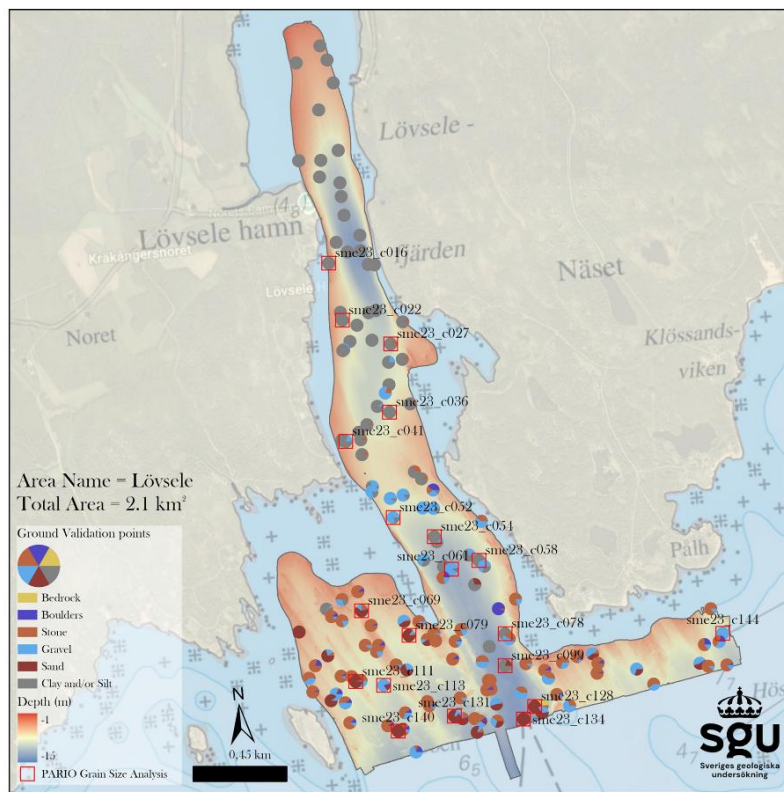 Lövsele -
fjärden
Lövsele hamn
Krakångersnoret
Näset
Noret
Klössands-
viken
Pålh
sme23_c016
sme23_c022
sme23_c027
sme23_c036
sme23_c041
sme23_c052
sme23_c054
sme23_c058
sme23_c061
sme23_c069
sme23_c079
sme23_c078
sme23_c144
sme23_c099
sme23_c111
sme23_c113
sme23_c128
sme23_c131
sme23_c134
sme23_c140
Area Name = Lövsele
Total Area = 2.1 km²
Ground Validation points
Bedrock
Boulders
Stone
Gravel
Sand
Clay and/or Silt
Depth (m)
-1
-15
PARIO Grain Size Analysis
N
0,45 km
6₅
4₇
sgu
Sveriges geologiska
undersökning